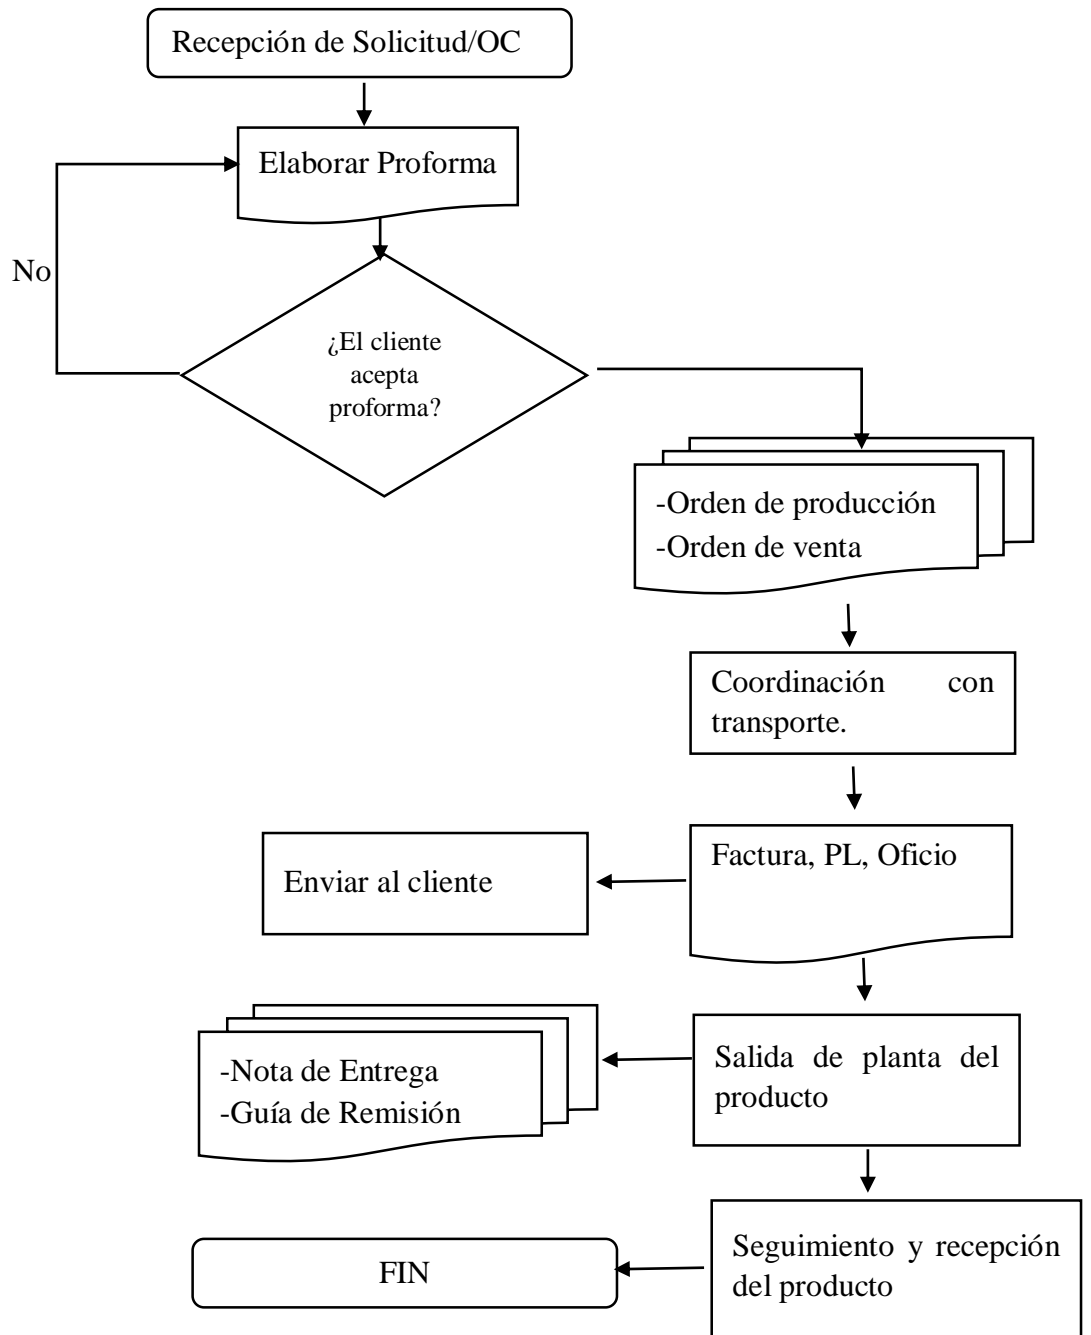 Recepción de Solicitud/OC
Elaborar Proforma
No
¿El cliente
acepta
proforma?
-Orden de producción
-Orden de venta
Coordinación con
transporte.
Factura, PL, Oficio
Enviar al cliente
Salida de planta del
producto
-Nota de Entrega
-Guía de Remisión
Seguimiento y recepción
del producto
FIN